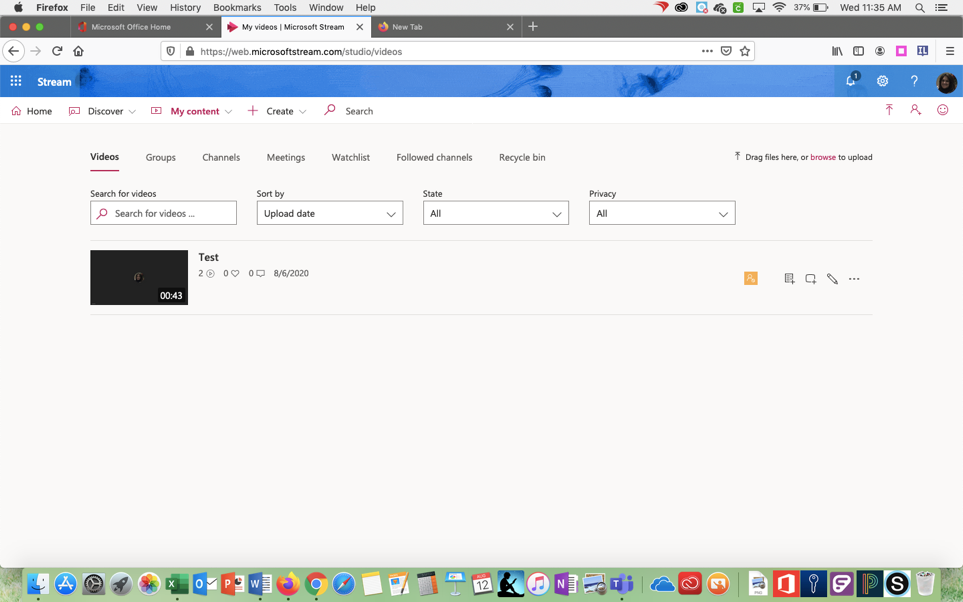 Firefox File Edit View History Bookmarks Tools Window Help 37% Wed 11:35 AM
Microsoft Office Home My videos | Microsoft Stream New Tab
https://web.microsoftstream.com/studio/videos
Stream 1 ?
Home Discover My content Create Search
Videos Groups Channels Meetings Watchlist Followed channels Recycle bin Drag files here, or browse to upload
Search for videos Sort by State Privacy
Search for videos ... Upload date All All
Test
2 0 0 8/6/2020
00:43